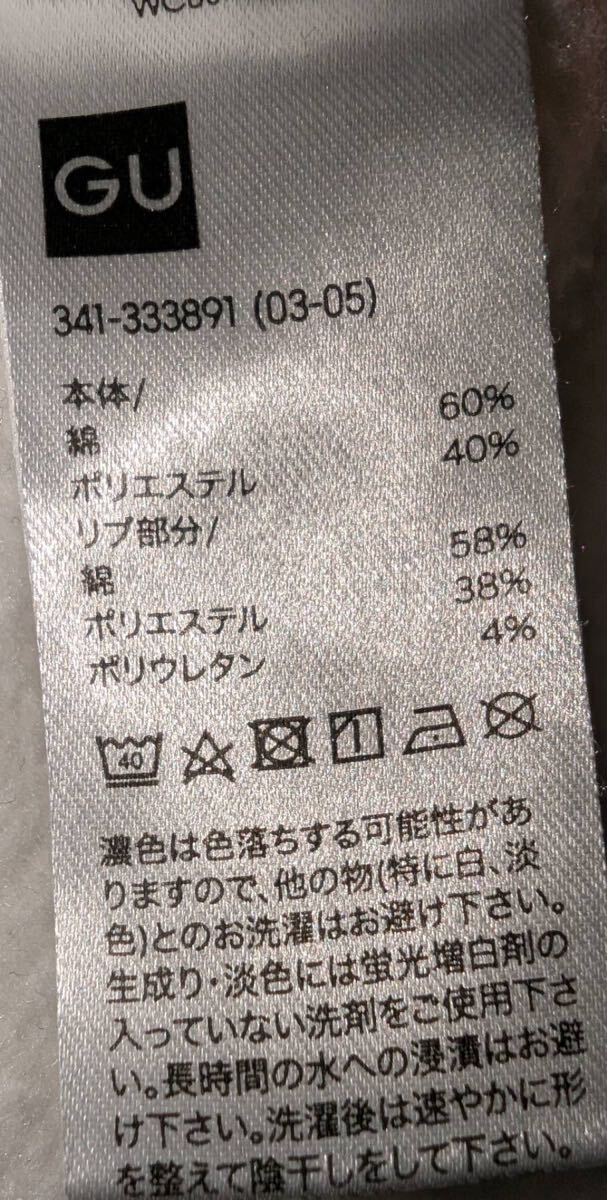 GU
341-333891 (03-05)
本体/
綿 60%
ポリエステル 40%
リブ部分/
綿 58%
ポリエステル 38%
ポリウレタン 4%
40
濃色は色落ちする可能性があ
りますので、他の物(特に白、淡
色)とのお洗濯はお避け下さい。
生成り・淡色には蛍光増白剤の
入っていない洗剤をご使用下さ
い。長時間の水への浸漬はお避
け下さい。洗濯後は速やかに形
を整えて陰干しをして下さい。